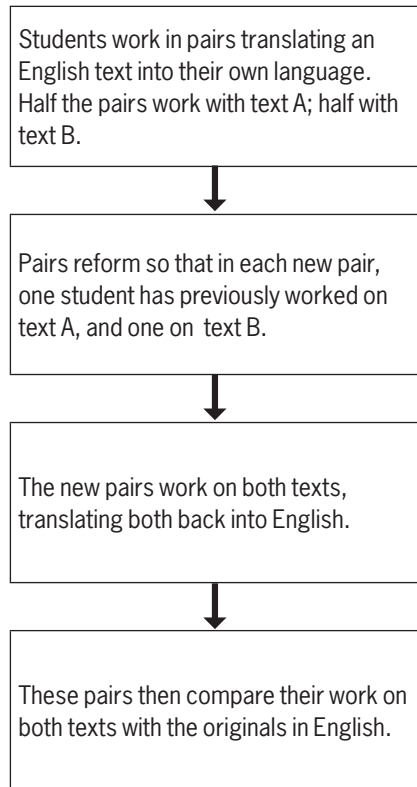 Students work in pairs translating an
English text into their own language.
Half the pairs work with text A; half with
text B.
Pairs reform so that in each new pair,
one student has previously worked on
text A, and one on text B.
The new pairs work on both texts,
translating both back into English.
These pairs then compare their work on
both texts with the originals in English.